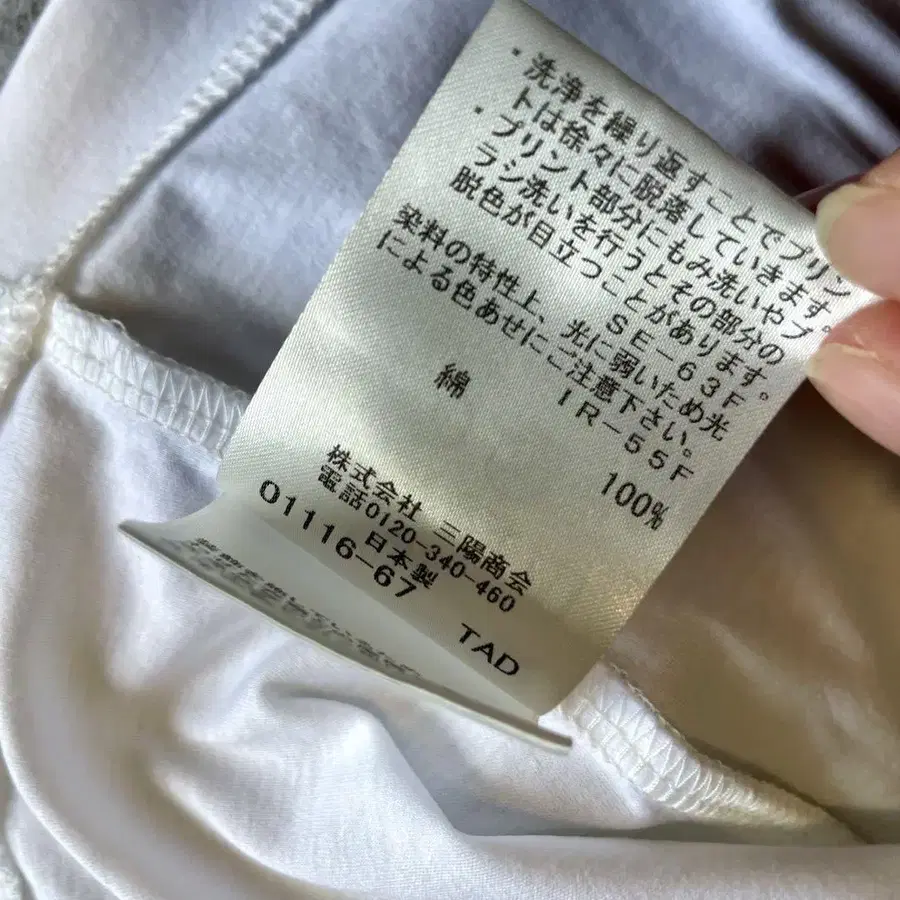 ・洗浄を繰り返すことでプリン
トは徐々に脱落していきます。
・プリント部分にもみ洗いやブ
ラシ洗いを行うとその部分の
脱色が目立つことがあります。
SE-63F
染料の特性上、光に弱いため光
による色あせにご注意下さい。
IR-55F
綿 100%
株式会社 三陽商会
電話0120-340-460
日本製
01116-67
TAD